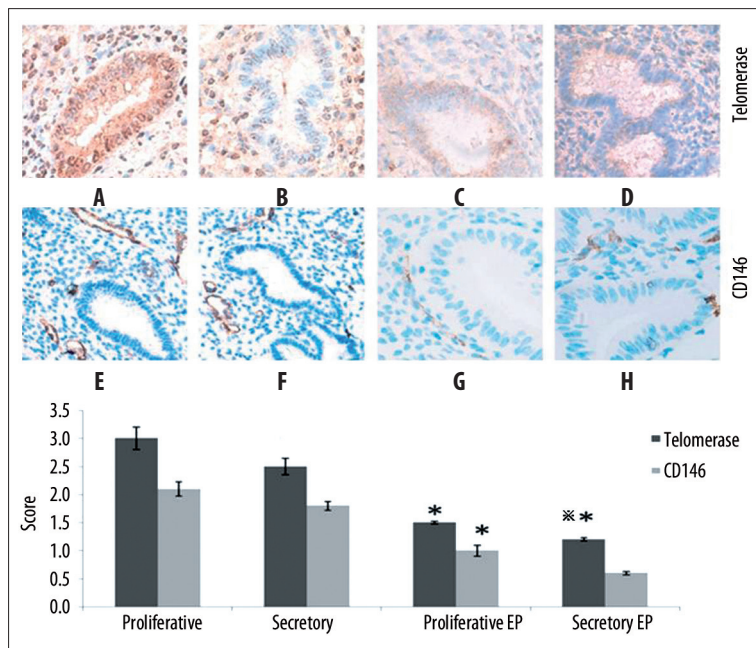 Telomerase
A B C D
CD146
E F G H
3.5
3.0
2.5
2.0
1.5
1.0
0.5
0.0
Score
Telomerase
CD146
* * ※ *
Proliferative Secretory Proliferative EP Secretory EP